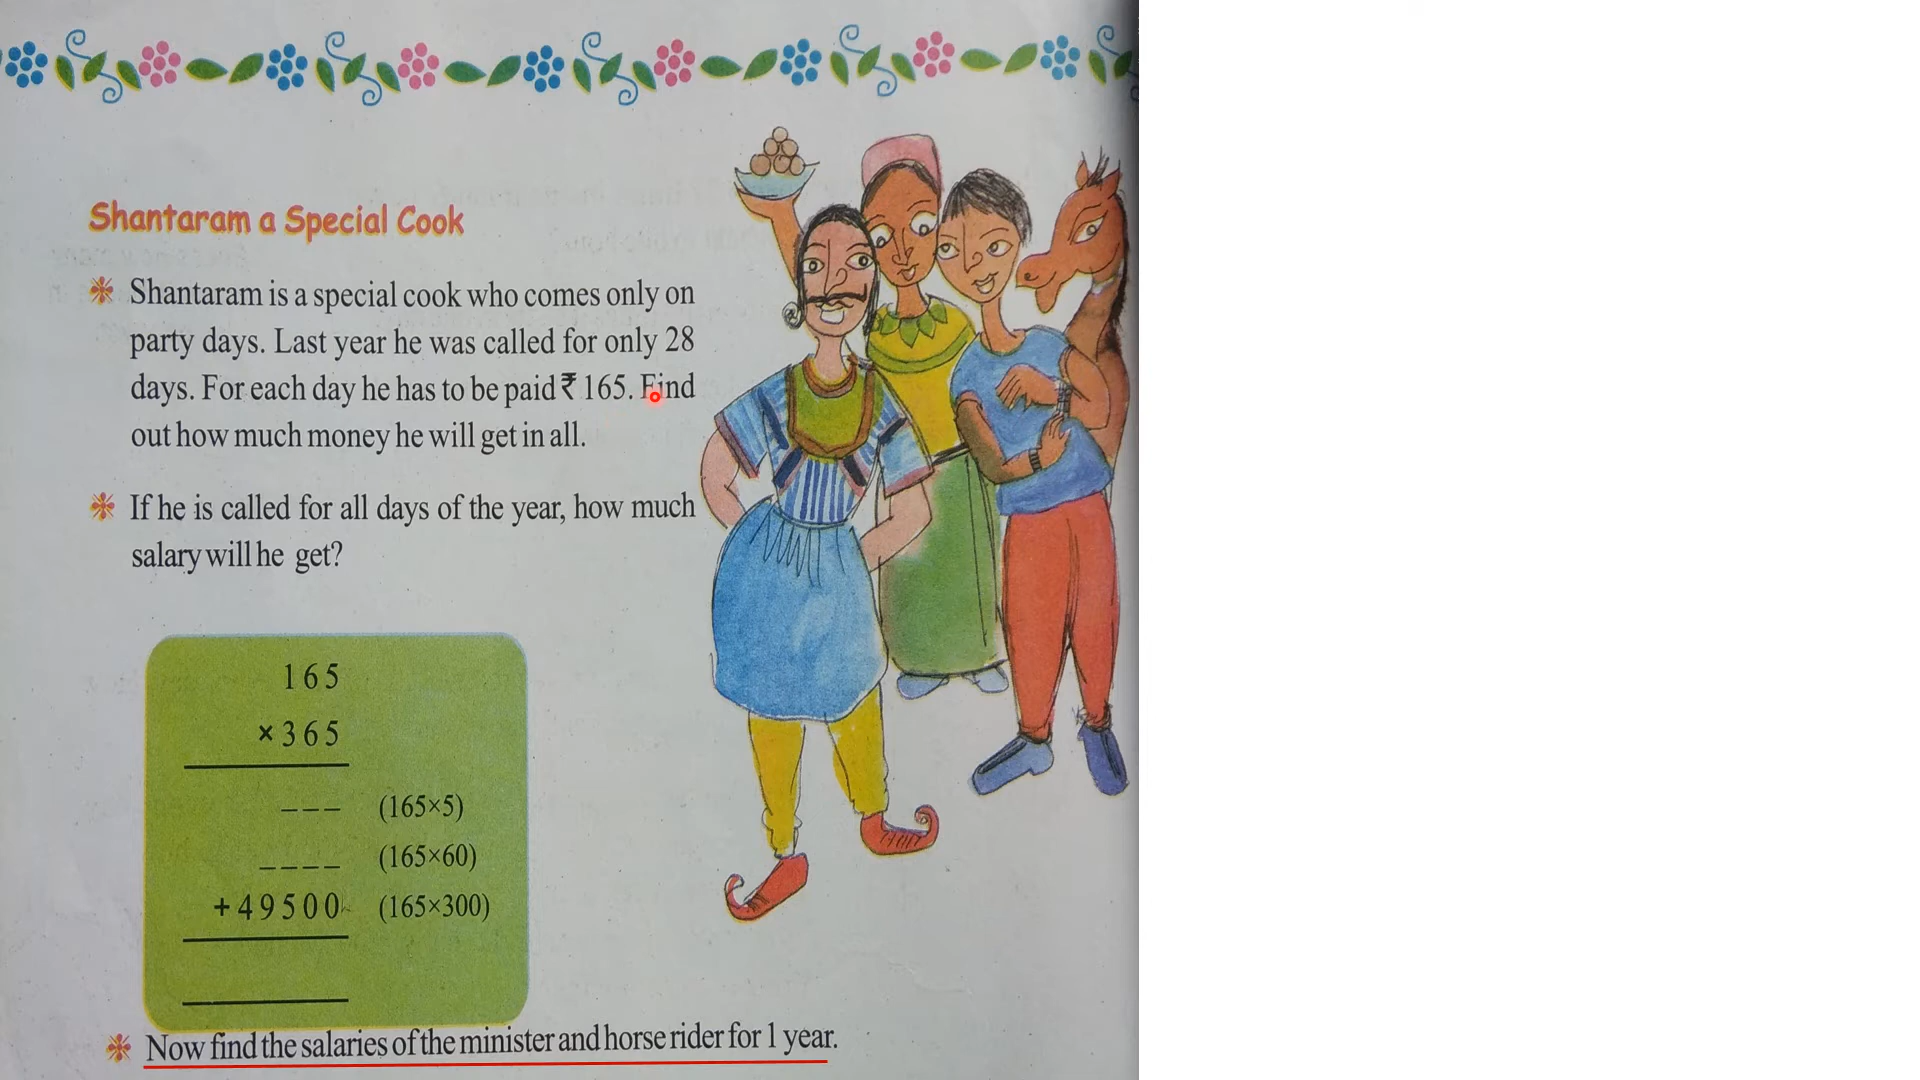 Shantaram a Special Cook
Shantaram is a special cook who comes only on
party days. Last year he was called for only 28
days. For each day he has to be paid ₹ 165. Find
out how much money he will get in all.
If he is called for all days of the year, how much
salary will he get?
165
×365
--- (165×5)
---- (165×60)
+49500 (165×300)
Now find the salaries of the minister and horse rider for 1 year.